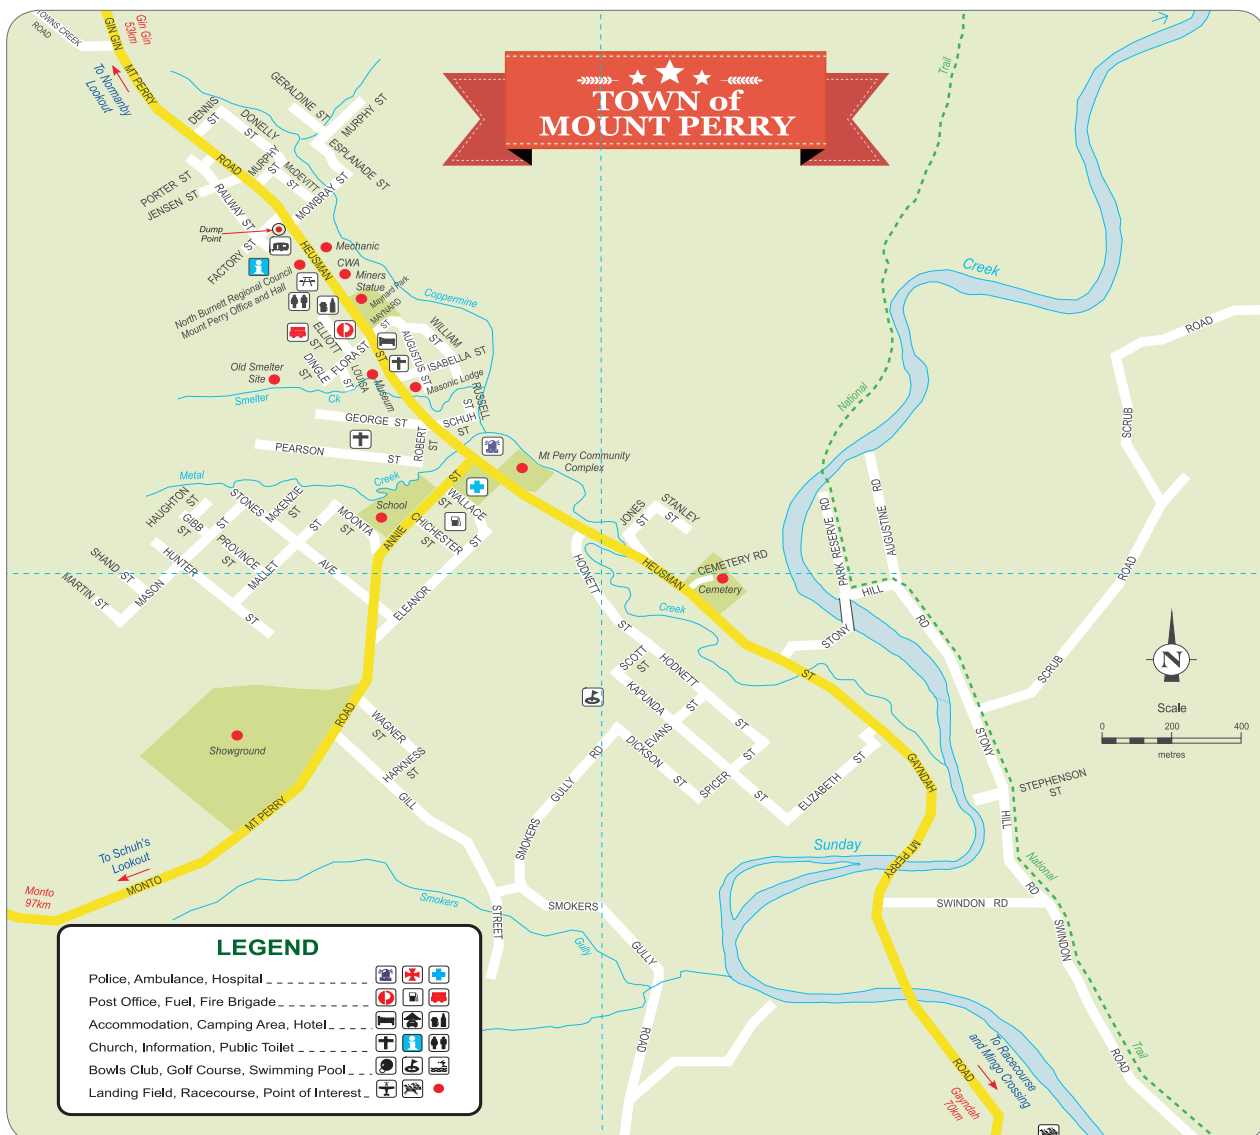 TOWN of
MOUNT PERRY
TOWNS CREEK
ROAD
GIN GIN
Gin Gin
53km
MT PERRY
To Normanby
Lookout
ROAD
GERALDINE ST
MURPHY ST
DENNIS
ST
DONELLY
ST
MURPHY
ST
McDEVITT
ST
ESPLANADE ST
MOWBRAY ST
PORTER ST
JENSEN ST
RAILWAY ST
FACTORY ST
Dump
Point
HEUSMAN
Mechanic
CWA
Miners
Statue
Maynard Park
MAYNARD
ST
North Burnett Regional Council
Mount Perry Office and Hall
Coppermine
WILLIAM
ST
AUGUSTUS
ST
ISABELLA ST
ELLIOTT
ST
FLORA ST
DINGLE
ST
LOUISA
ST
ST
Museum
Masonic Lodge
Old Smelter
Site
Smelter
Ck
RUSSELL
ST
SCHUH
ST
GEORGE ST
ROBERT
ST
PEARSON
ST
Metal
Creek
Mt Perry Community
Complex
School
ANNIE
ST
WALLACE
ST
CHICHESTER
ST
MOONTA
ST
HAUGHTON
ST
GIBB
ST
STONES
McKENZIE
ST
PROVINCE
ST
MALLET
ST
AVE
SHAND ST
HUNTER
ST
MARTIN ST
MASON
ST
ELEANOR
ST
JONES
ST
STANLEY
ST
HODNETT
ST
HEUSMAN
CEMETERY RD
Cemetery
Creek
STONY
HILL
RD
PARK RESERVE RD
AUGUSTINE RD
National
Trail
Creek
SCRUB
ROAD
SCRUB
ROAD
SCOTT
ST
HODNETT
ST
KAPUNDA
ST
EVANS
ST
DICKSON
ST
SPICER
ST
ELIZABETH
ST
ST
GAYNDAH
MT PERRY
STONY
HILL
RD
STEPHENSON
ST
N
Scale
0 200 400
metres
Showground
ROAD
WAGNER
ST
HARKNESS
ST
GILL
STREET
MT PERRY
MONTO
To Schuh's
Lookout
Monto
97km
SMOKERS
GULLY
RD
SMOKERS
GULLY
ROAD
Smokers
Gully
Sunday
SWINDON RD
SWINDON
ROAD
National
Trail
ROAD
To Racecourse
and Mingo Crossing
Gayndah
70km
LEGEND
Police, Ambulance, Hospital
Post Office, Fuel, Fire Brigade
Accommodation, Camping Area, Hotel
Church, Information, Public Toilet
Bowls Club, Golf Course, Swimming Pool
Landing Field, Racecourse, Point of Interest